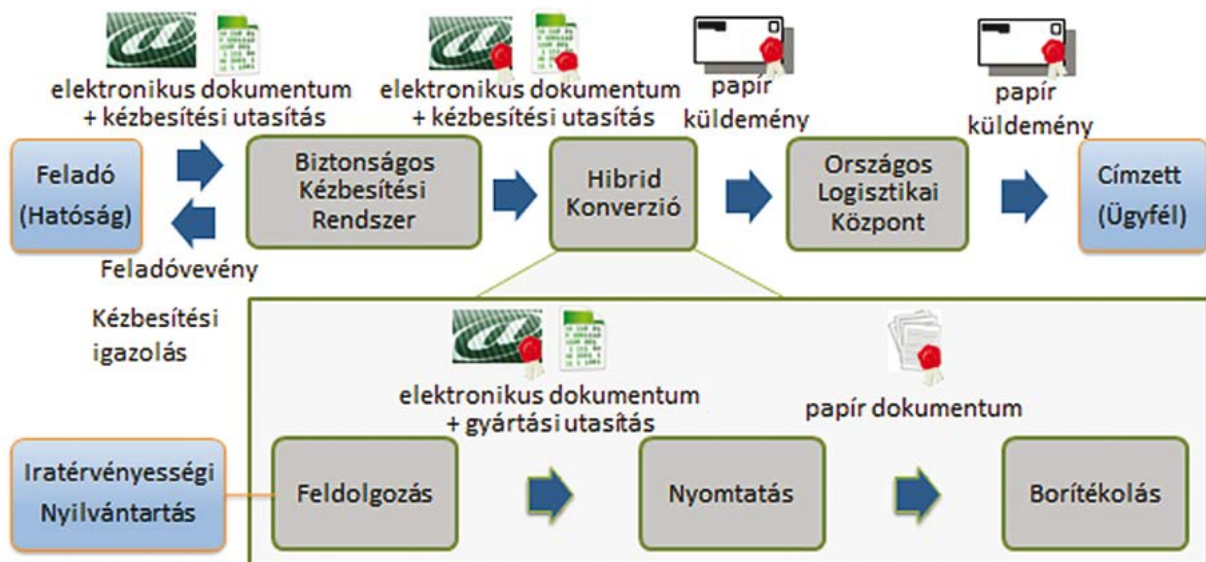 elektronikus dokumentum
+ kézbesítési utasítás
elektronikus dokumentum
+ kézbesítési utasítás
papír
küldemény
papír
küldemény
Feladó
(Hatóság)
Biztonságos
Kézbesítési
Rendszer
Hibrid
Konverzió
Országos
Logisztikai
Központ
Címzett
(Ügyfél)
Feladóvevény
Kézbesítési
igazolás
elektronikus dokumentum
+ gyártási utasítás
papír dokumentum
Iratérvényességi
Nyilvántartás
Feldolgozás
Nyomtatás
Borítékolás